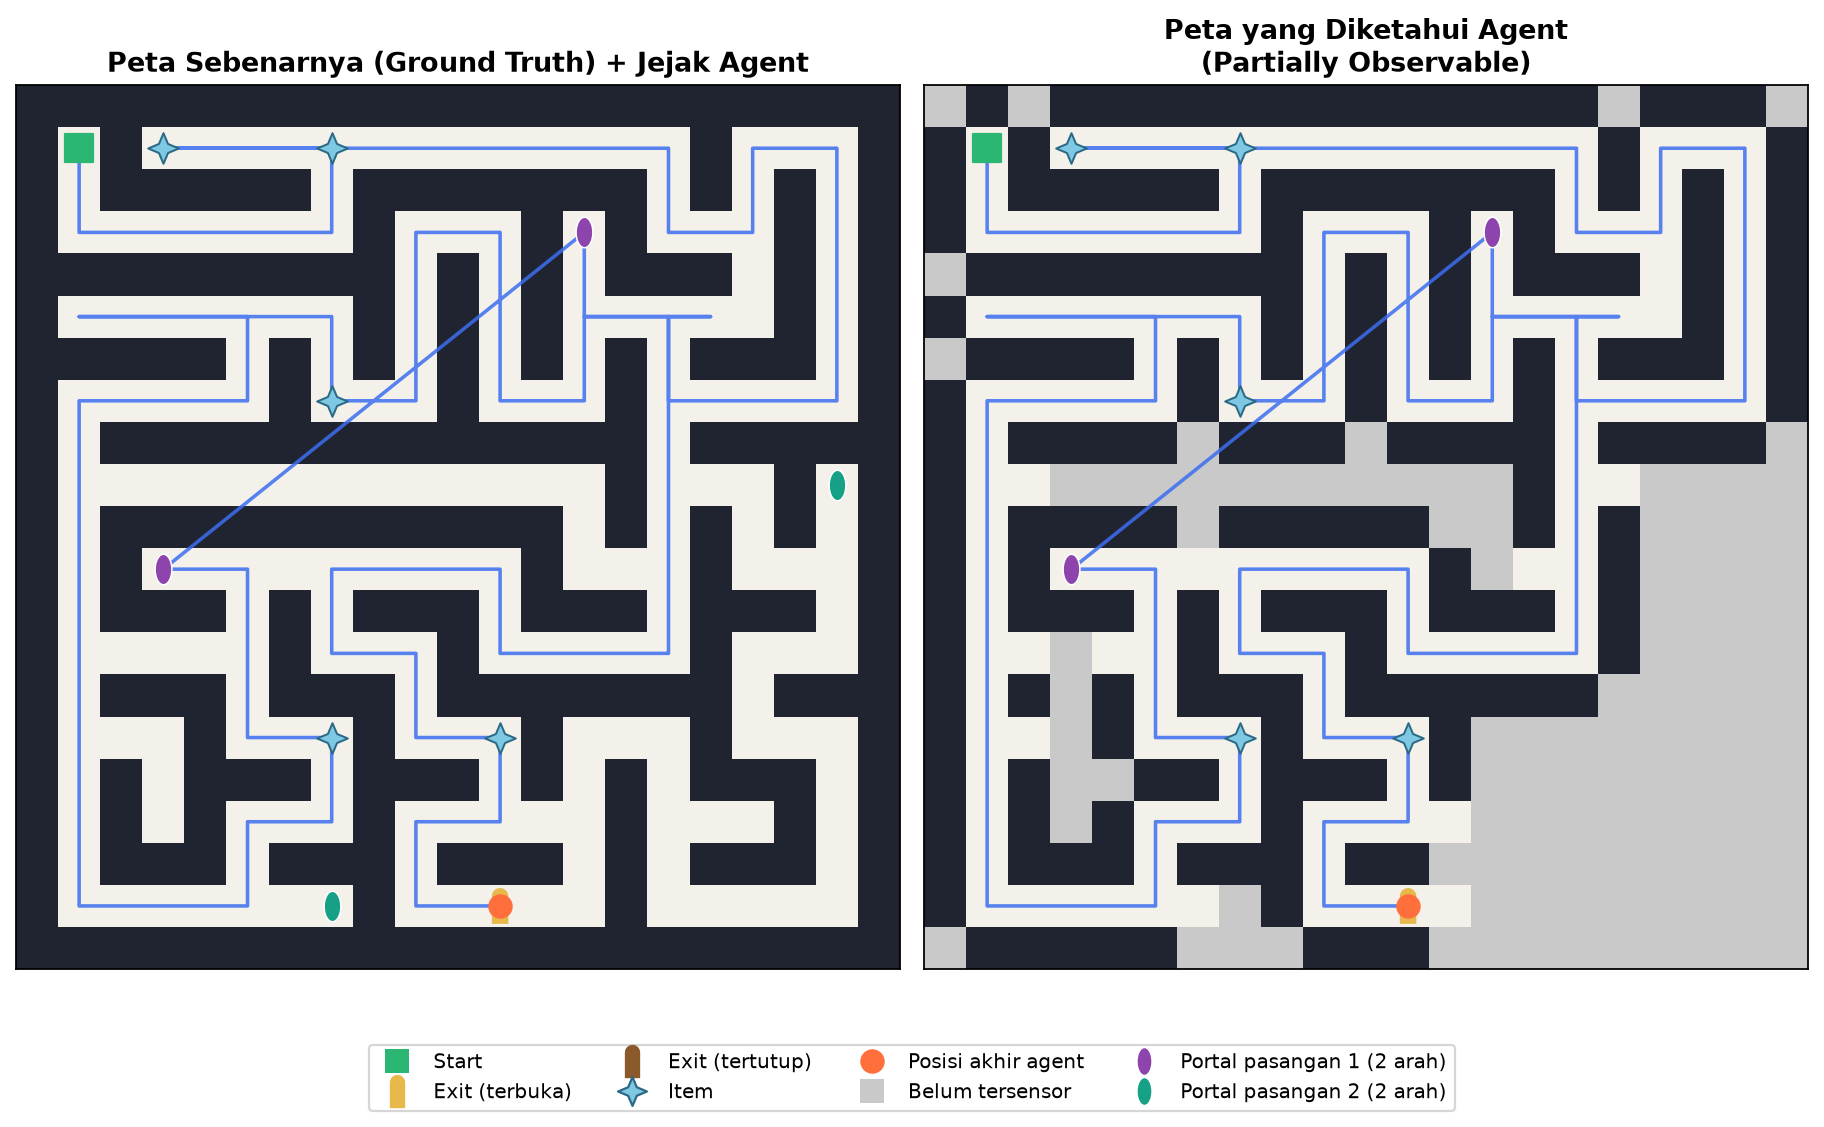 Peta Sebenarnya (Ground Truth) + Jejak Agent
Peta yang Diketahui Agent
(Partially Observable)
Start
Exit (terbuka)
Exit (tertutup)
Item
Posisi akhir agent
Belum tersensor
Portal pasangan 1 (2 arah)
Portal pasangan 2 (2 arah)